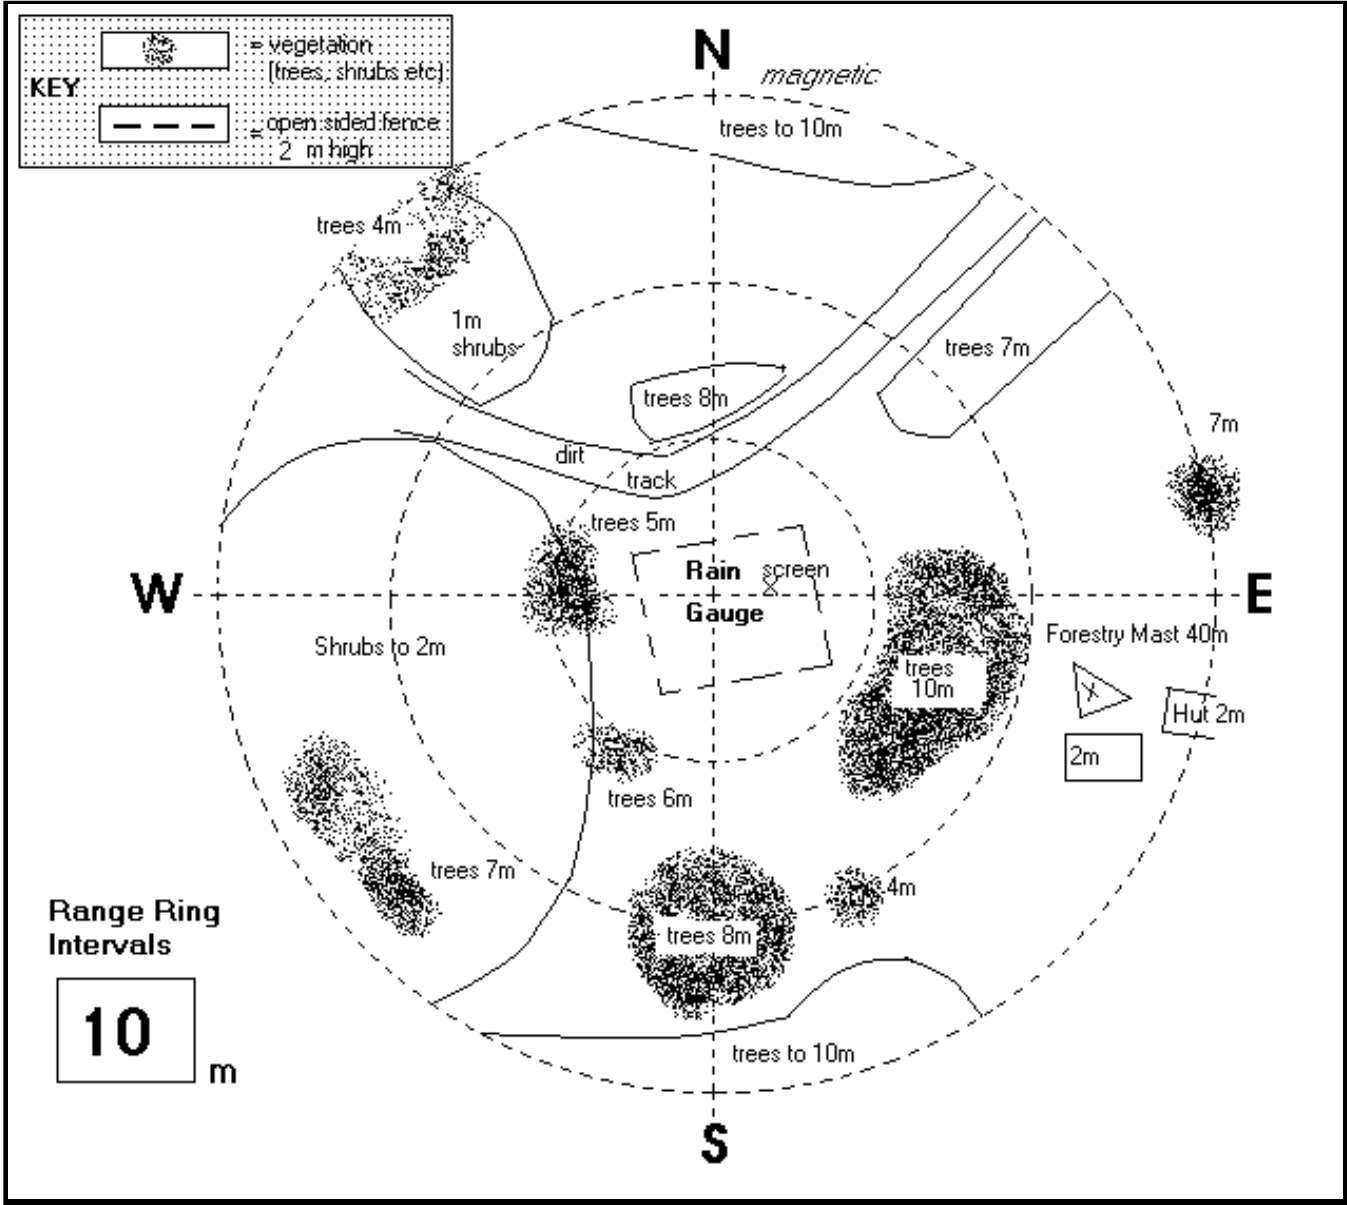 N
magnetic
KEY
= vegetation
(trees, shrubs etc)
= open sided fence
2 m high
trees to 10m
trees 4m
1m
shrubs
trees 7m
trees 8m
7m
dirt
track
trees 5m
Rain
screen
Gauge
W
E
Forestry Mast 40m
Shrubs to 2m
trees
10m
Hut 2m
2m
trees 6m
trees 7m
4m
trees 8m
Range Ring
Intervals
10
m
trees to 10m
S